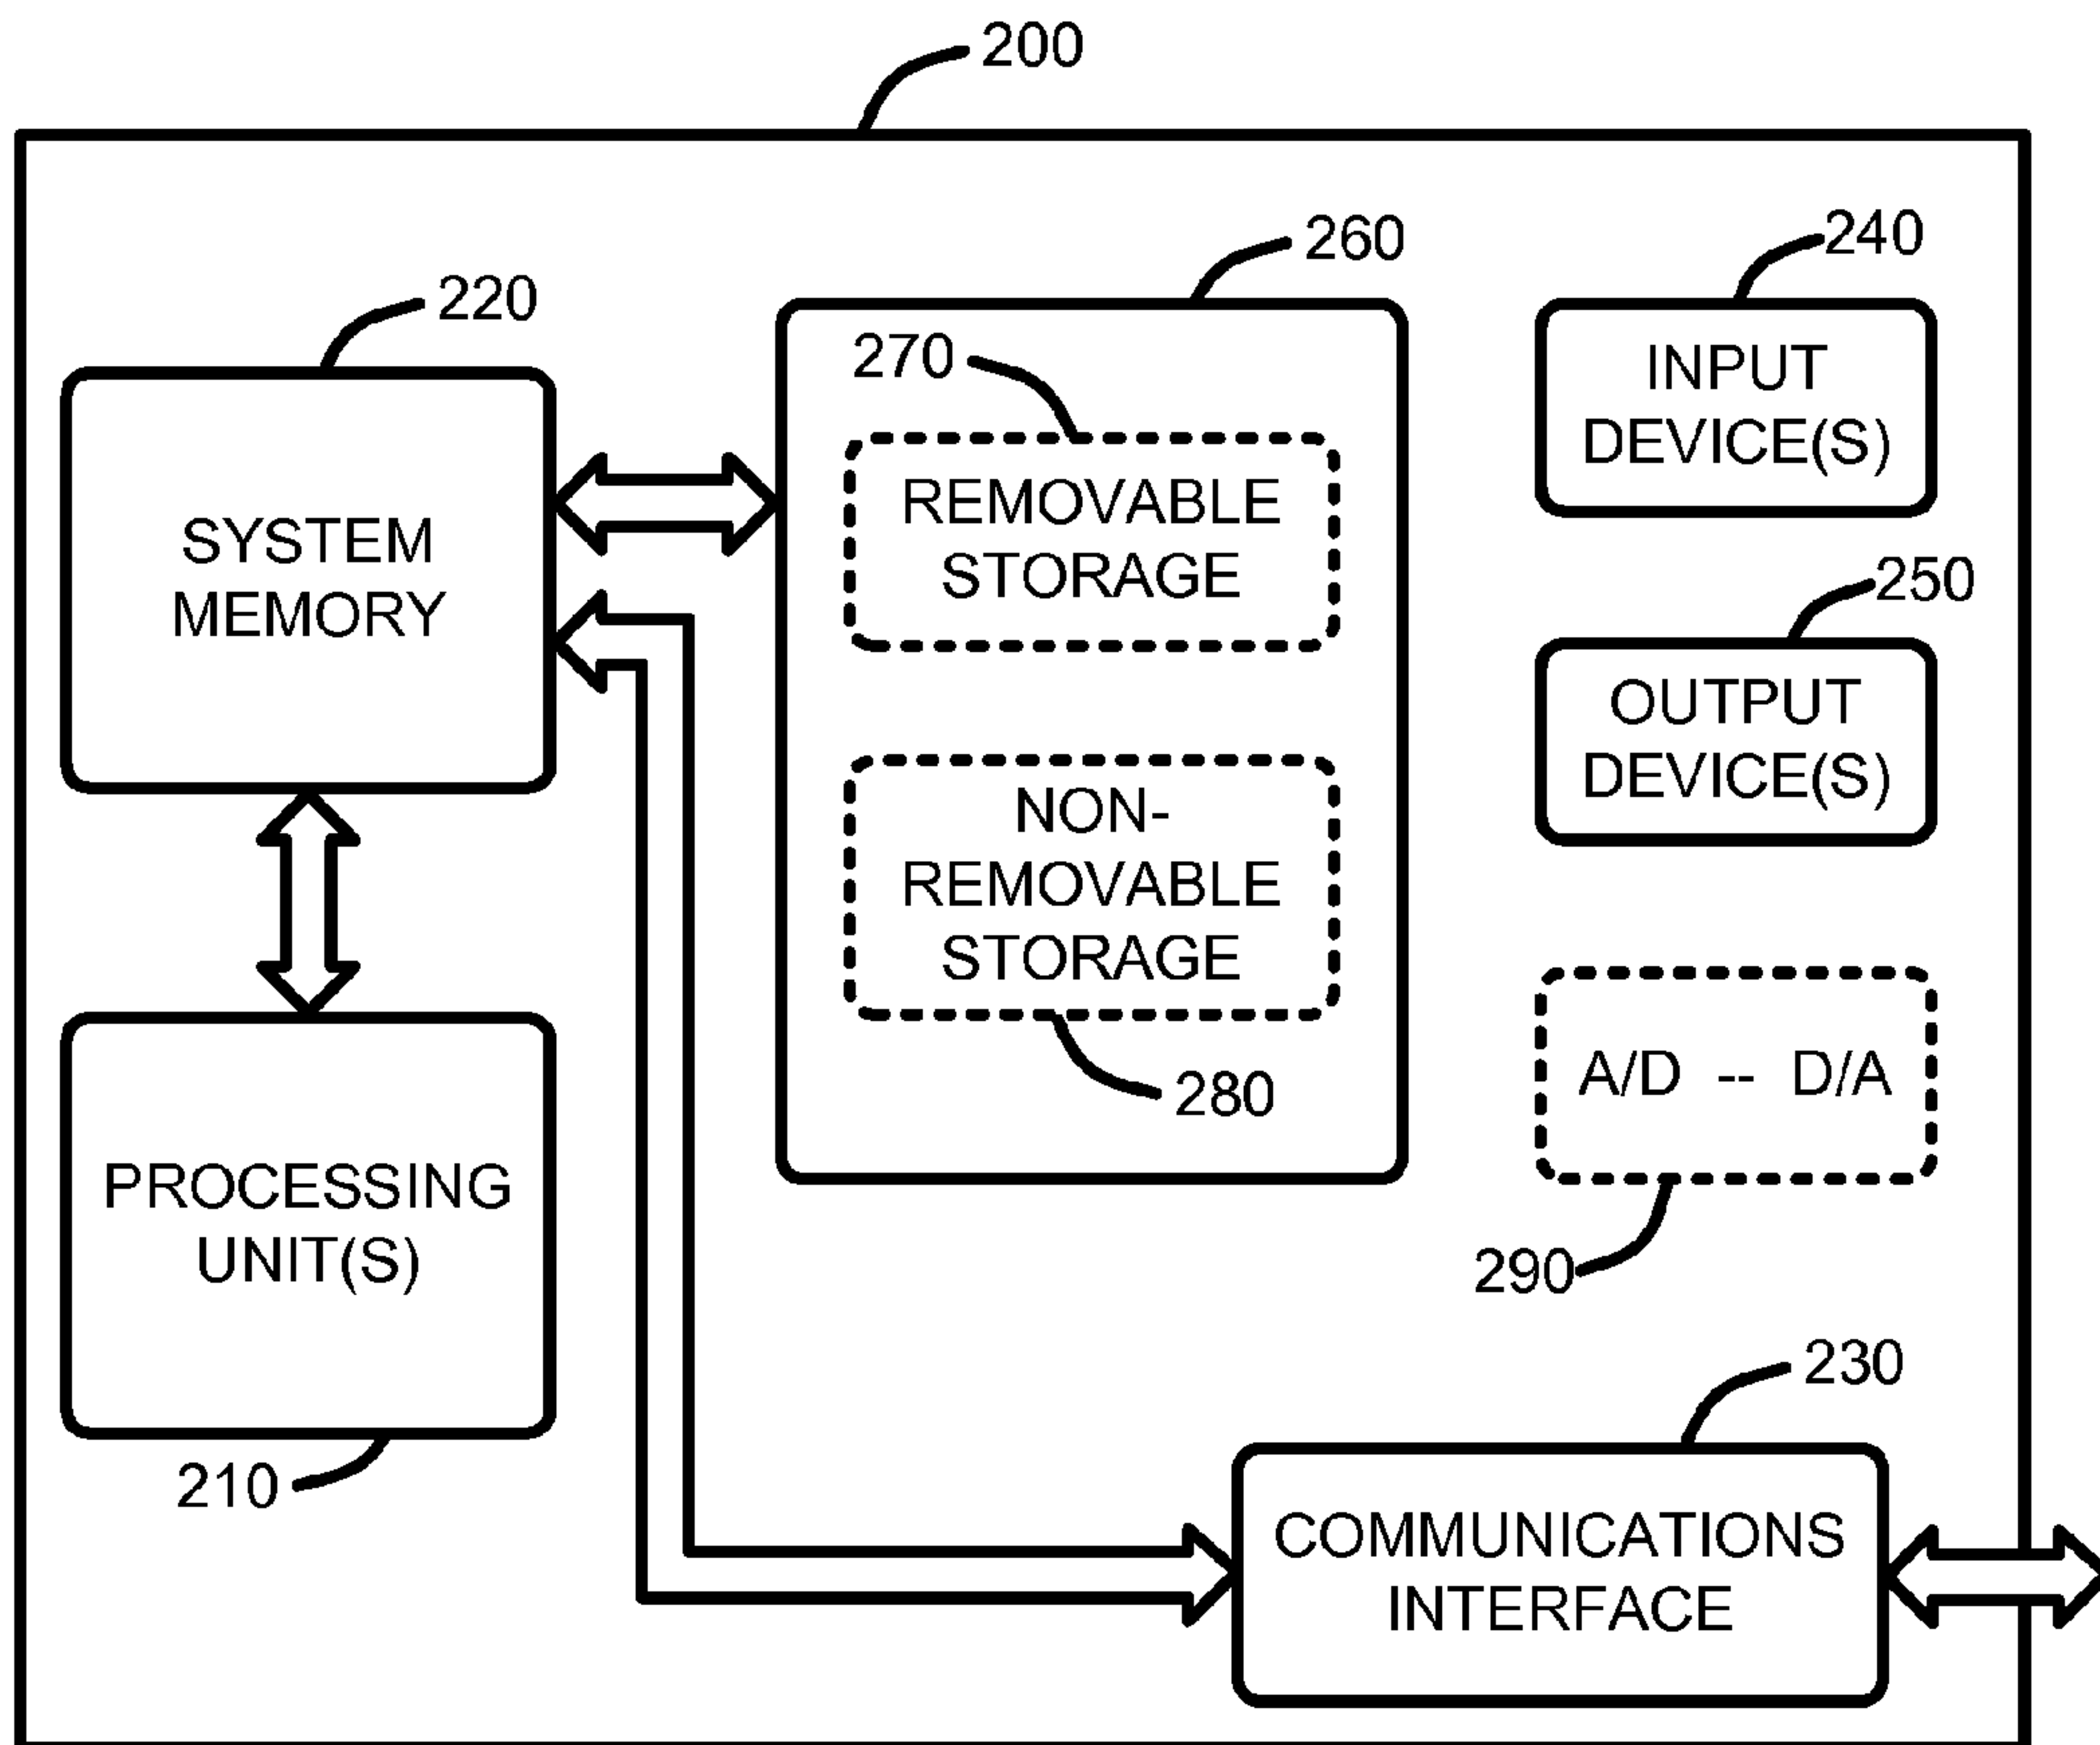 200
260
240
220
270
INPUT
DEVICE(S)
REMOVABLE
STORAGE
SYSTEM
MEMORY
250
OUTPUT
DEVICE(S)
NON-
REMOVABLE
STORAGE
280
A/D -- D/A
290
PROCESSING
UNIT(S)
210
230
COMMUNICATIONS
INTERFACE